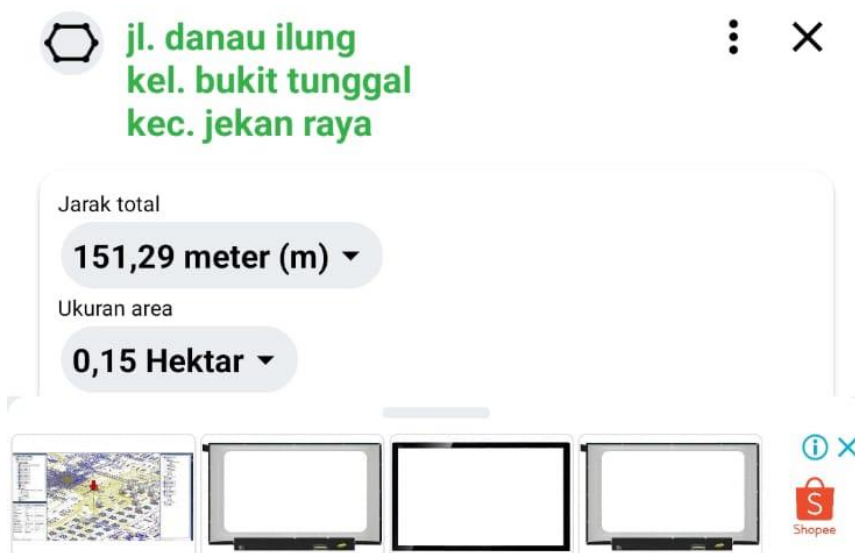 jl. danau ilung
kel. bukit tunggal
kec. jekan raya
Jarak total
151,29 meter (m)
Ukuran area
0,15 Hektar
Shopee